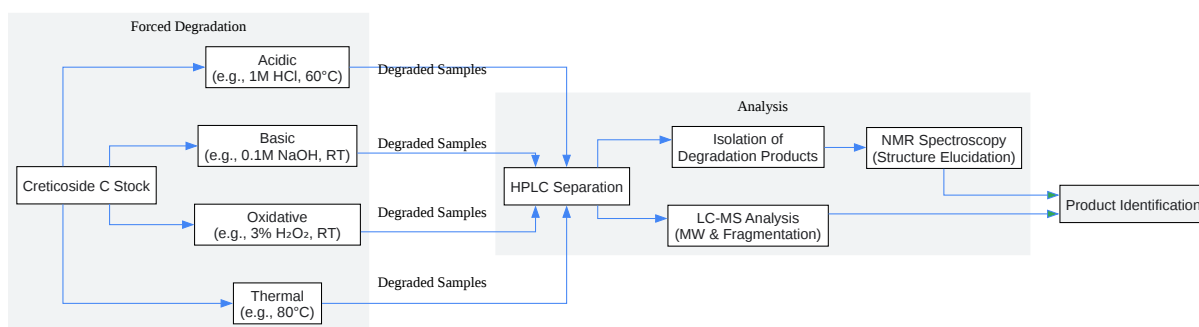 Forced Degradation
Acidic
(e.g., 1M HCl, 60°C)
Degraded Samples
Analysis
Basic
(e.g., 0.1M NaOH, RT)
Degraded Samples
Isolation of
Degradation Products
NMR Spectroscopy
(Structure Elucidation)
Creticoside C Stock
HPLC Separation
Product Identification
Oxidative
(e.g., 3% H₂O₂, RT)
Degraded Samples
LC-MS Analysis
(MW & Fragmentation)
Thermal
(e.g., 80°C)
Degraded Samples